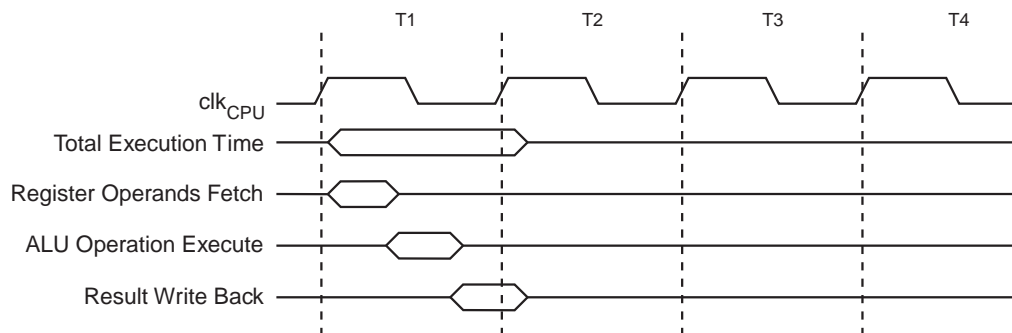 T1 T2 T3 T4
clkCPU
Total Execution Time
Register Operands Fetch
ALU Operation Execute
Result Write Back